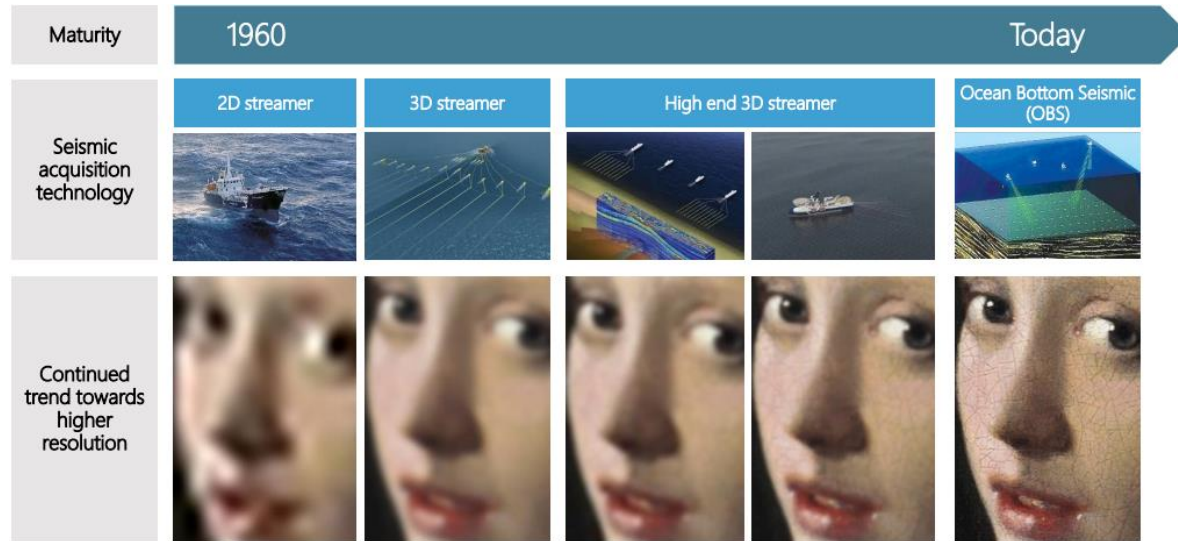 Maturity
1960
Today
Seismic
acquisition
technology
2D streamer
3D streamer
High end 3D streamer
Ocean Bottom Seismic
(OBS)
Continued
trend towards
higher
resolution